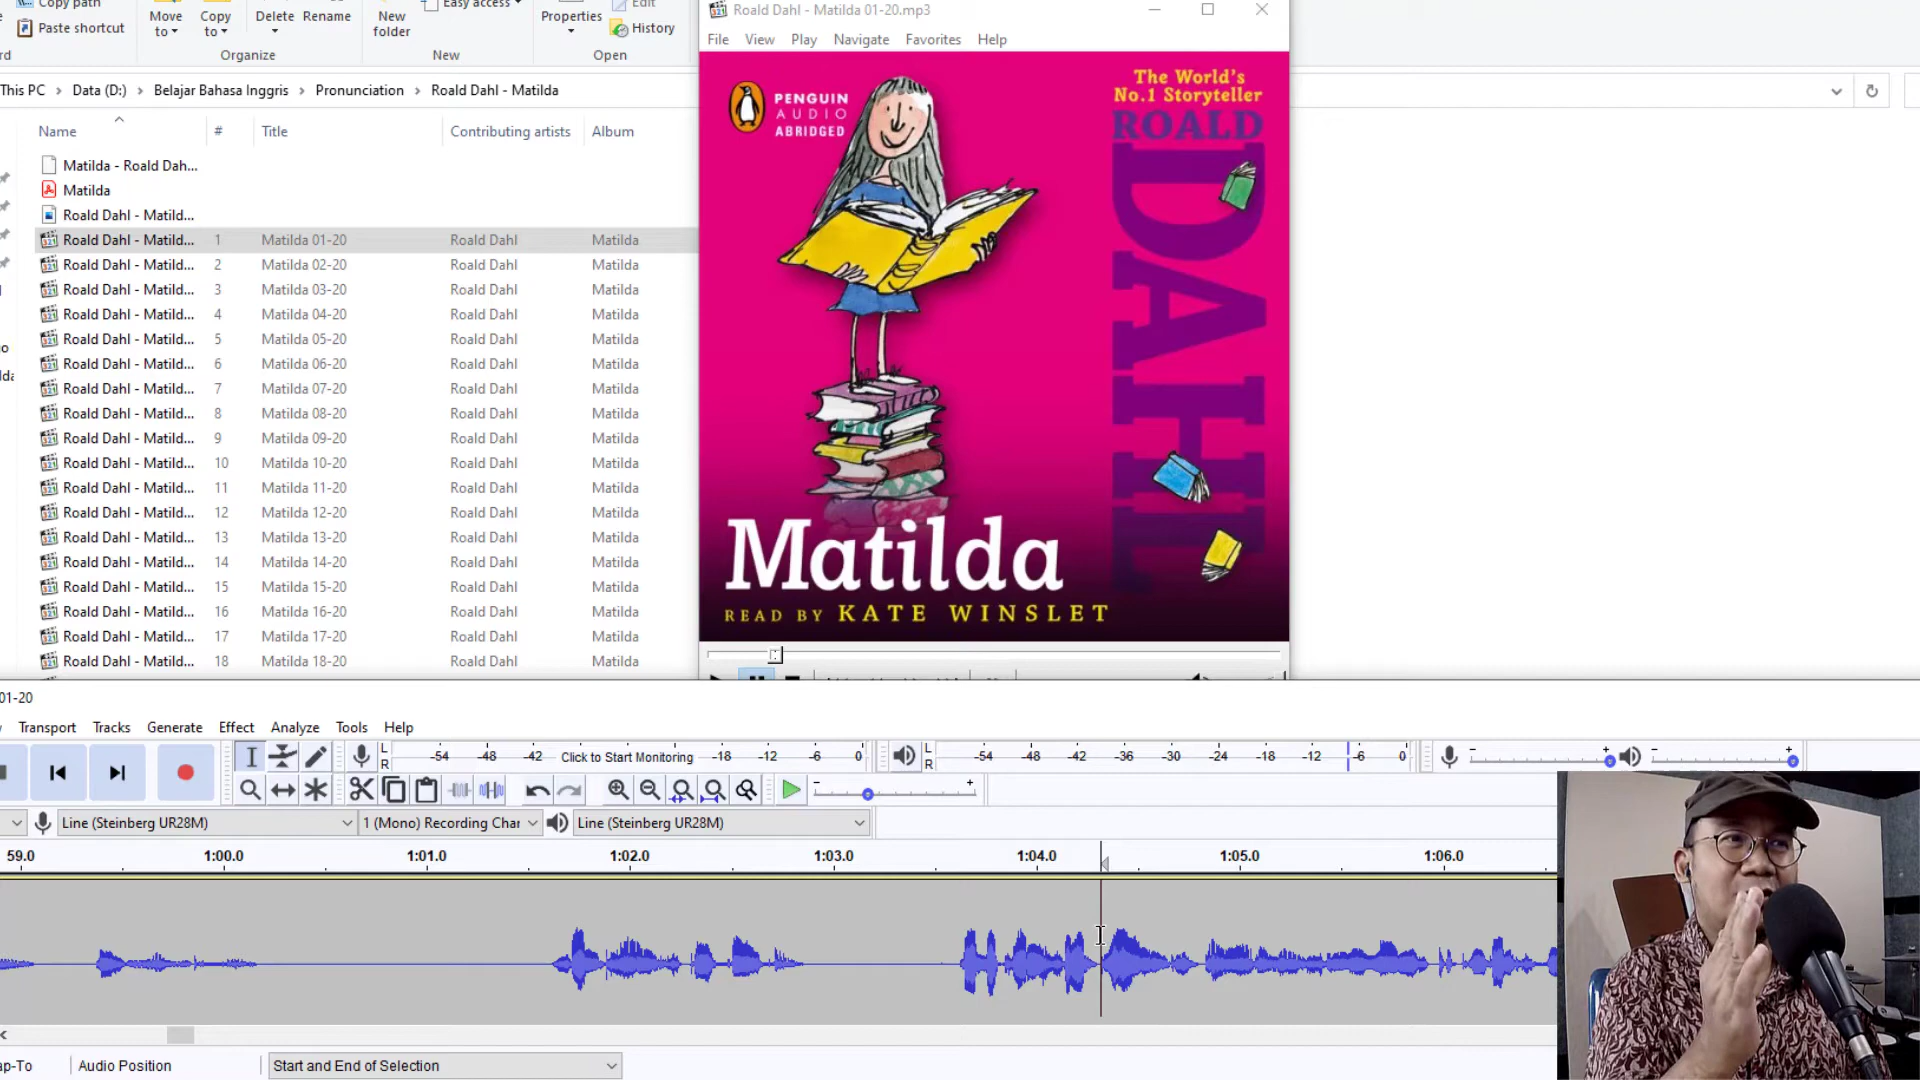 Copy path
Easy access
Edit
Paste shortcut
Move to
Copy to
Delete
Rename
New folder
Properties
History
rd
Organize
New
Open
This PC > Data (D:) > Belajar Bahasa Inggris > Pronunciation > Roald Dahl - Matilda
Name # Title Contributing artists Album
Matilda - Roald Dah...
Matilda
Roald Dahl - Matild...
Roald Dahl - Matild... 1 Matilda 01-20 Roald Dahl Matilda
Roald Dahl - Matild... 2 Matilda 02-20 Roald Dahl Matilda
Roald Dahl - Matild... 3 Matilda 03-20 Roald Dahl Matilda
Roald Dahl - Matild... 4 Matilda 04-20 Roald Dahl Matilda
Roald Dahl - Matild... 5 Matilda 05-20 Roald Dahl Matilda
Roald Dahl - Matild... 6 Matilda 06-20 Roald Dahl Matilda
Roald Dahl - Matild... 7 Matilda 07-20 Roald Dahl Matilda
Roald Dahl - Matild... 8 Matilda 08-20 Roald Dahl Matilda
Roald Dahl - Matild... 9 Matilda 09-20 Roald Dahl Matilda
Roald Dahl - Matild... 10 Matilda 10-20 Roald Dahl Matilda
Roald Dahl - Matild... 11 Matilda 11-20 Roald Dahl Matilda
Roald Dahl - Matild... 12 Matilda 12-20 Roald Dahl Matilda
Roald Dahl - Matild... 13 Matilda 13-20 Roald Dahl Matilda
Roald Dahl - Matild... 14 Matilda 14-20 Roald Dahl Matilda
Roald Dahl - Matild... 15 Matilda 15-20 Roald Dahl Matilda
Roald Dahl - Matild... 16 Matilda 16-20 Roald Dahl Matilda
Roald Dahl - Matild... 17 Matilda 17-20 Roald Dahl Matilda
Roald Dahl - Matild... 18 Matilda 18-20 Roald Dahl Matilda
Roald Dahl - Matilda 01-20.mp3
File View Play Navigate Favorites Help
PENGUIN
AUDIO
ABRIDGED
The World's
No.1 Storyteller
ROALD
DAHL
Matilda
READ BY KATE WINSLET
01-20
Transport Tracks Generate Effect Analyze Tools Help
L R -54 -48 -42 Click to Start Monitoring -18 -12 -6 0
L R -54 -48 -42 -36 -30 -24 -18 -12 -6 0
Line (Steinberg UR28M) 1 (Mono) Recording Char Line (Steinberg UR28M)
59.0 1:00.0 1:01.0 1:02.0 1:03.0 1:04.0 1:05.0 1:06.0
ap-To Audio Position Start and End of Selection